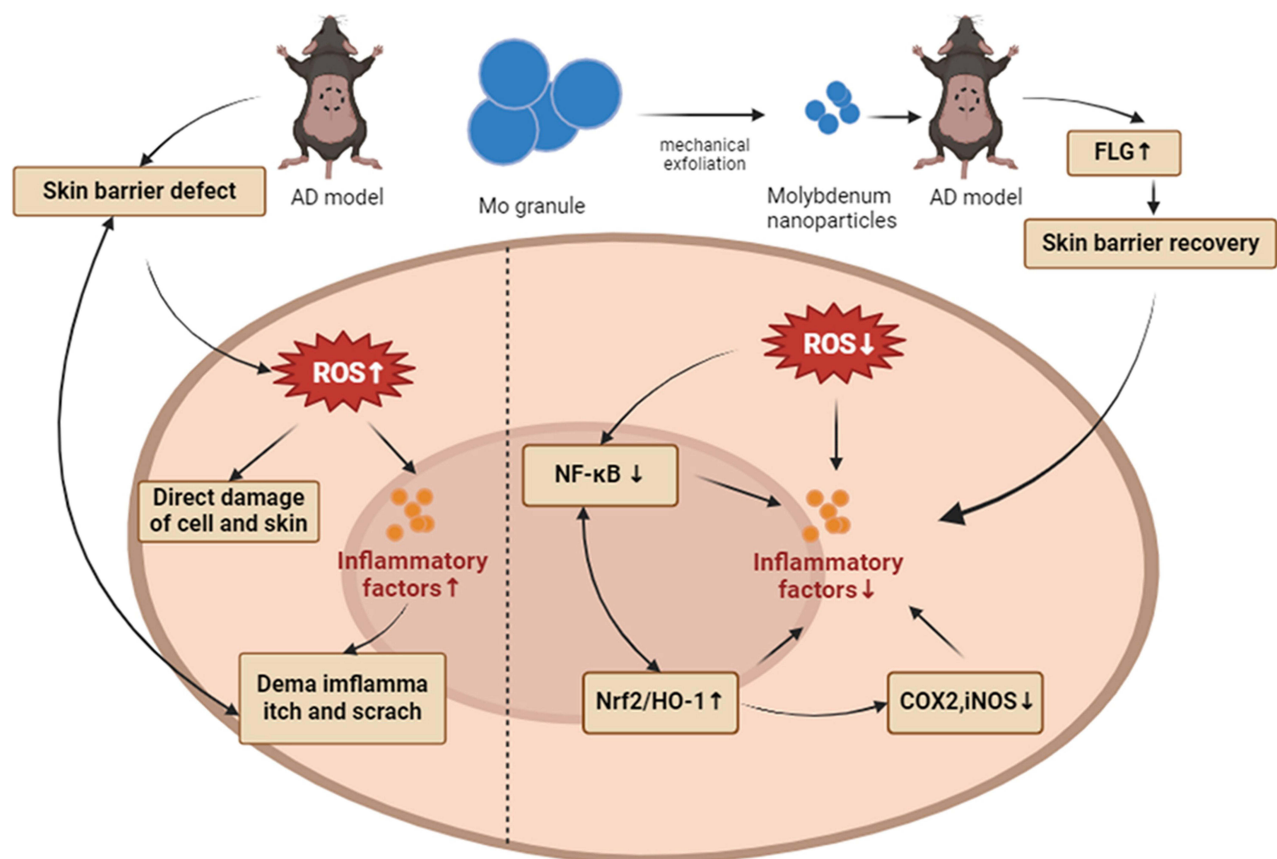 AD model
Mo granule
mechanical
exfoliation
Molybdenum
nanoparticles
AD model
FLG↑
Skin barrier recovery
Skin barrier defect
ROS↑
Direct damage
of cell and skin
Inflammatory
factors↑
Dema imflamma
itch and scrach
ROS↓
NF-κB ↓
Inflammatory
factors↓
Nrf2/HO-1↑
COX2,iNOS↓